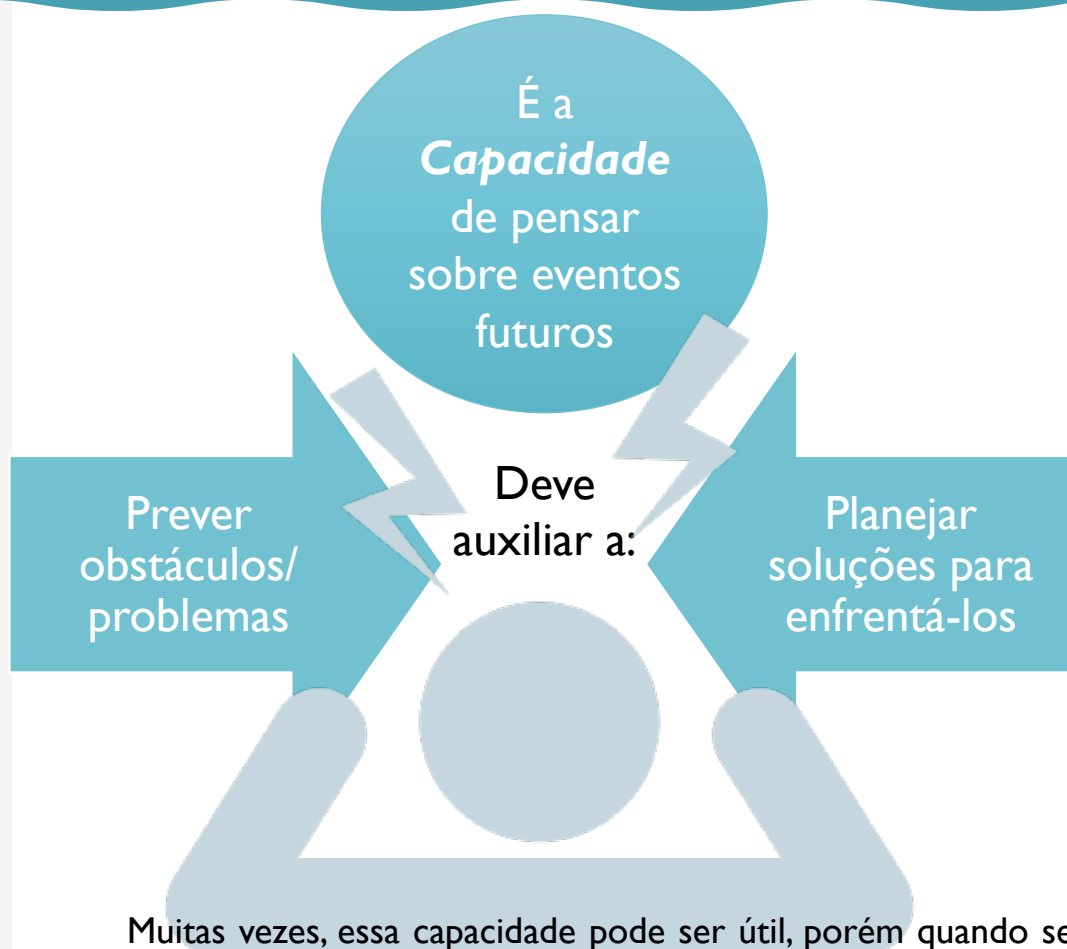 É a
Capacidade
de pensar
sobre eventos
futuros
Deve
auxiliar a:
Prever
obstáculos/
problemas
Planejar
soluções para
enfrentá-los
Muitas vezes, essa capacidade pode ser útil, porém quando se